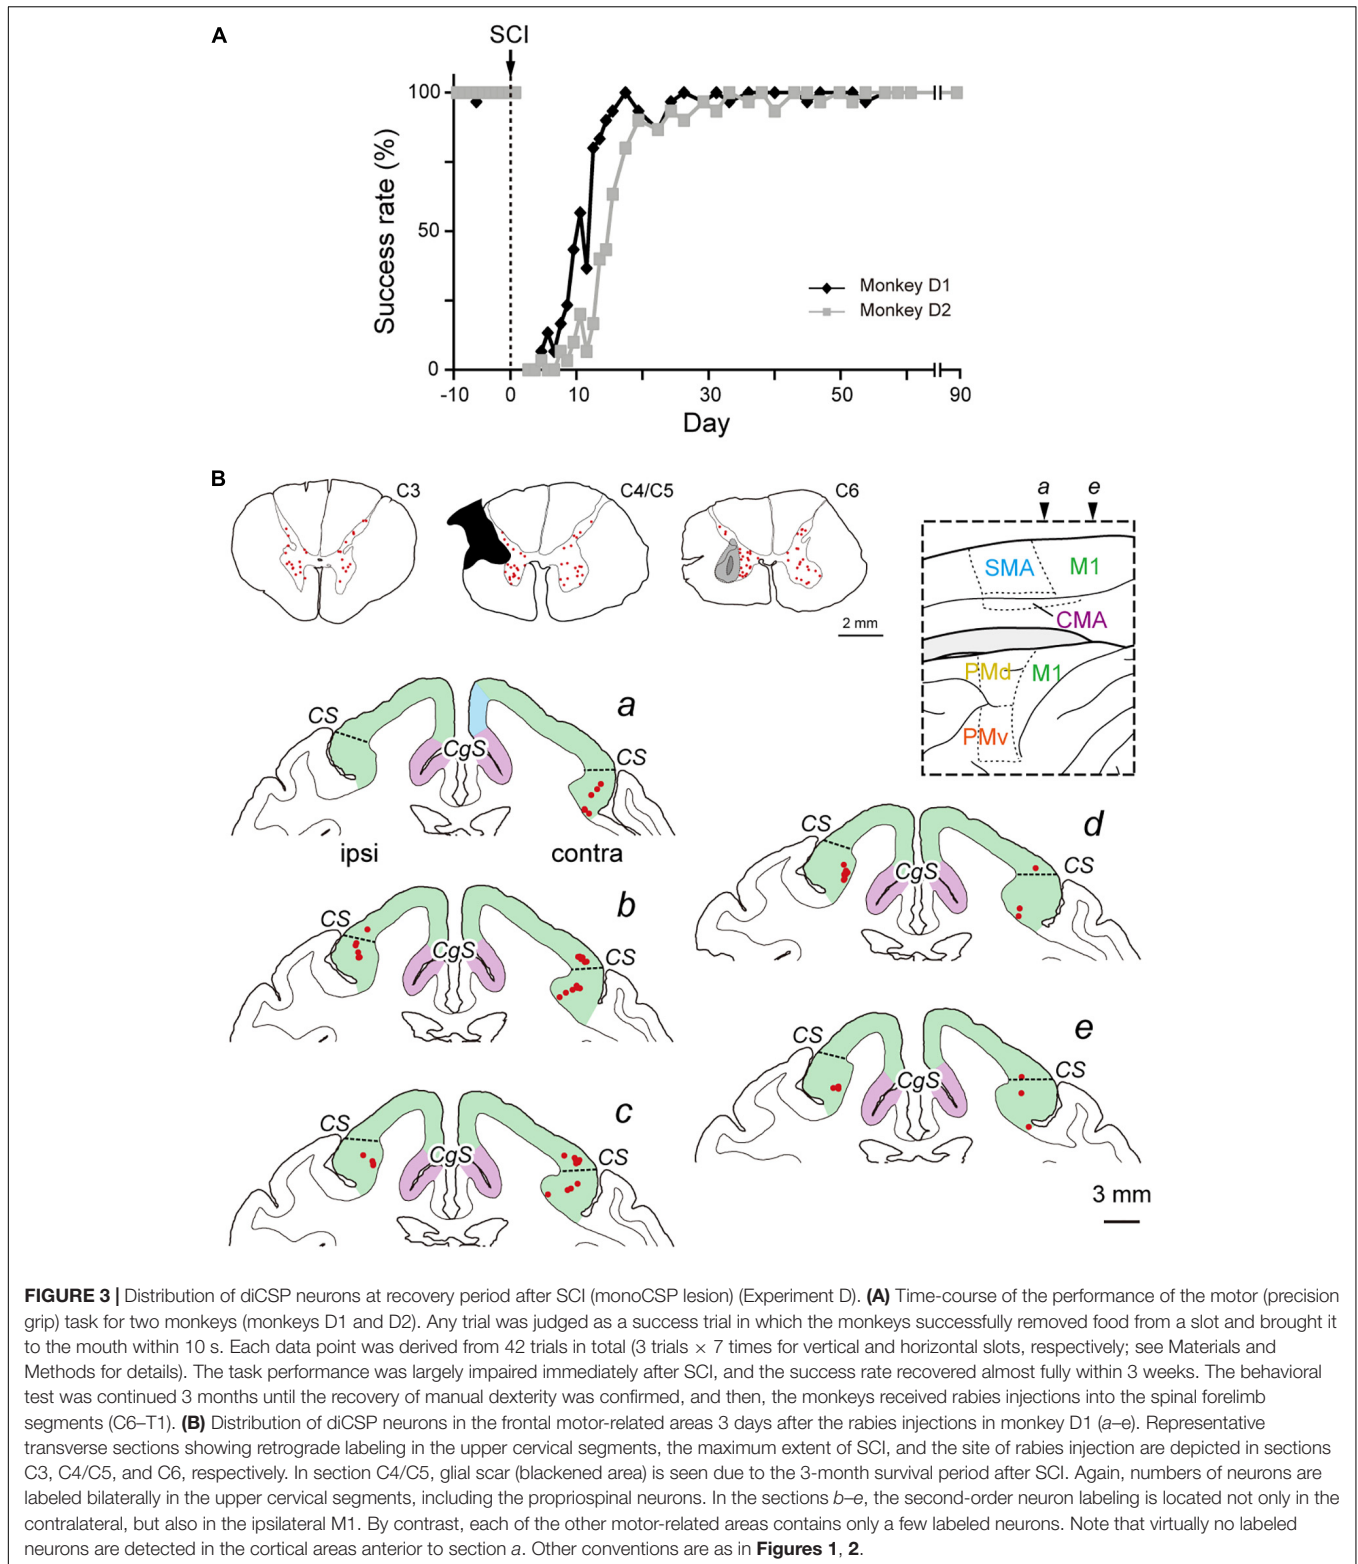 A
SCI
100
50
0
Success rate (%)
Monkey D1
Monkey D2
-10 0 10 30 50 90
Day
B
C3
C4/C5
C6
2 mm
a e
SMA M1
CMA
PMd M1
PMv
a
CS CgS CS
ipsi contra
b
CS CgS CS
c
CS CgS CS
d
CS CgS CS
e
CS CgS CS
3 mm
FIGURE 3 | Distribution of diCSP neurons at recovery period after SCI (monoCSP lesion) (Experiment D). (A) Time-course of the performance of the motor (precision
grip) task for two monkeys (monkeys D1 and D2). Any trial was judged as a success trial in which the monkeys successfully removed food from a slot and brought it
to the mouth within 10 s. Each data point was derived from 42 trials in total (3 trials × 7 times for vertical and horizontal slots, respectively; see Materials and
Methods for details). The task performance was largely impaired immediately after SCI, and the success rate recovered almost fully within 3 weeks. The behavioral
test was continued 3 months until the recovery of manual dexterity was confirmed, and then, the monkeys received rabies injections into the spinal forelimb
segments (C6–T1). (B) Distribution of diCSP neurons in the frontal motor-related areas 3 days after the rabies injections in monkey D1 (a–e). Representative
transverse sections showing retrograde labeling in the upper cervical segments, the maximum extent of SCI, and the site of rabies injection are depicted in sections
C3, C4/C5, and C6, respectively. In section C4/C5, glial scar (blackened area) is seen due to the 3-month survival period after SCI. Again, numbers of neurons are
labeled bilaterally in the upper cervical segments, including the propriospinal neurons. In the sections b–e, the second-order neuron labeling is located not only in the
contralateral, but also in the ipsilateral M1. By contrast, each of the other motor-related areas contains only a few labeled neurons. Note that virtually no labeled
neurons are detected in the cortical areas anterior to section a. Other conventions are as in Figures 1, 2.